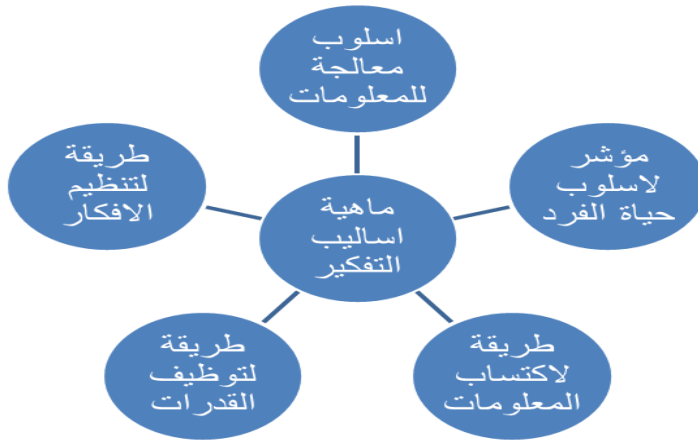 اسلوب
معالجة
للمعلومات
مؤشر
لاسلوب
حياة الفرد
طريقة
لاكتساب
المعلومات
طريقة
لتوظيف
القدرات
طريقة
لتنظيم
الافكار
ماهية
اساليب
التفكير